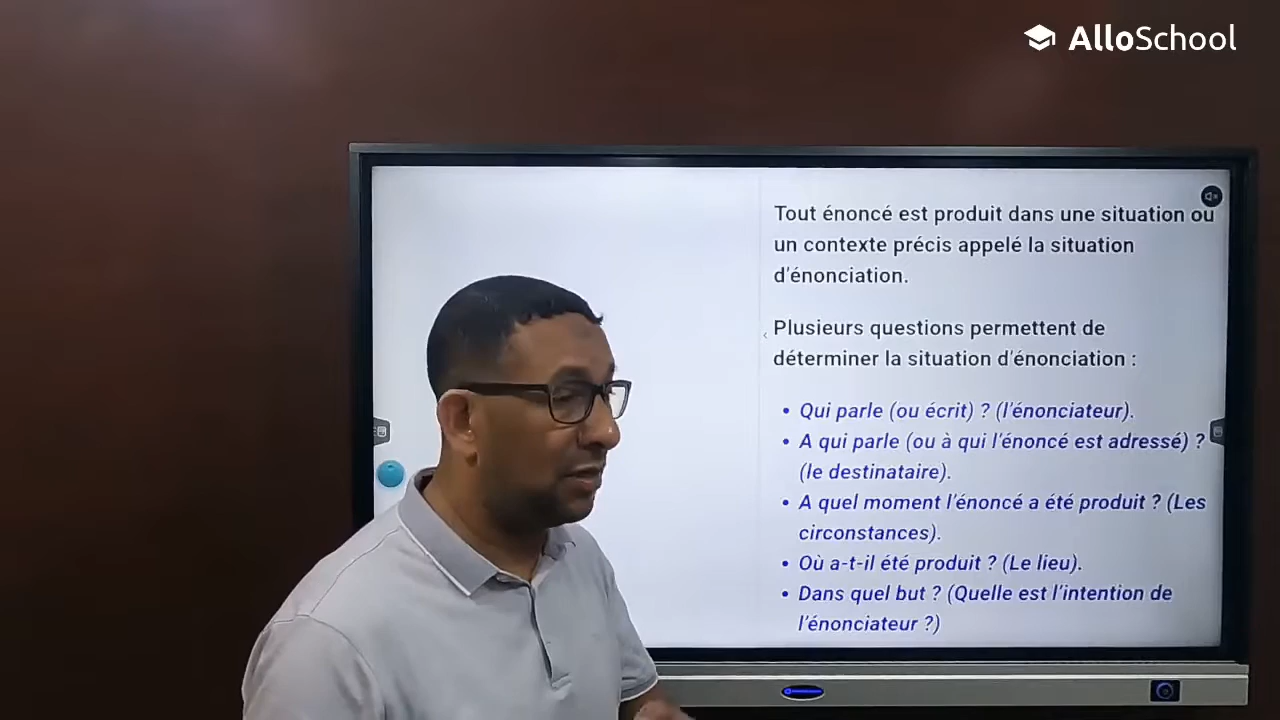 AlloSchool
Tout énoncé est produit dans une situation ou
un contexte précis appelé la situation
d'énonciation.
Plusieurs questions permettent de
déterminer la situation d'énonciation :
• Qui parle (ou écrit) ? (l'énonciateur).
• A qui parle (ou à qui l'énoncé est adressé) ?
(le destinataire).
• A quel moment l'énoncé a été produit ? (Les
circonstances).
• Où a-t-il été produit ? (Le lieu).
• Dans quel but ? (Quelle est l'intention de
l'énonciateur ?)